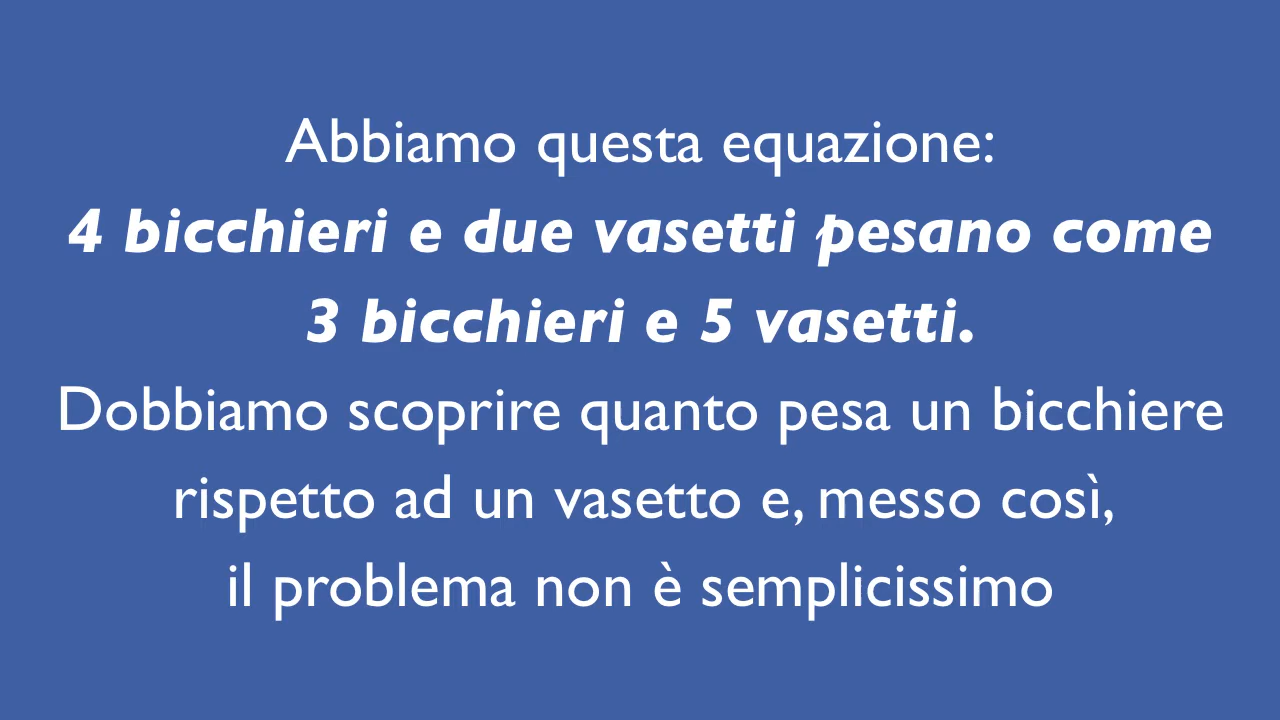 Abbiamo questa equazione:
4 bicchieri e due vasetti pesano come
3 bicchieri e 5 vasetti.
Dobbiamo scoprire quanto pesa un bicchiere
rispetto ad un vasetto e, messo così,
il problema non è semplicissimo